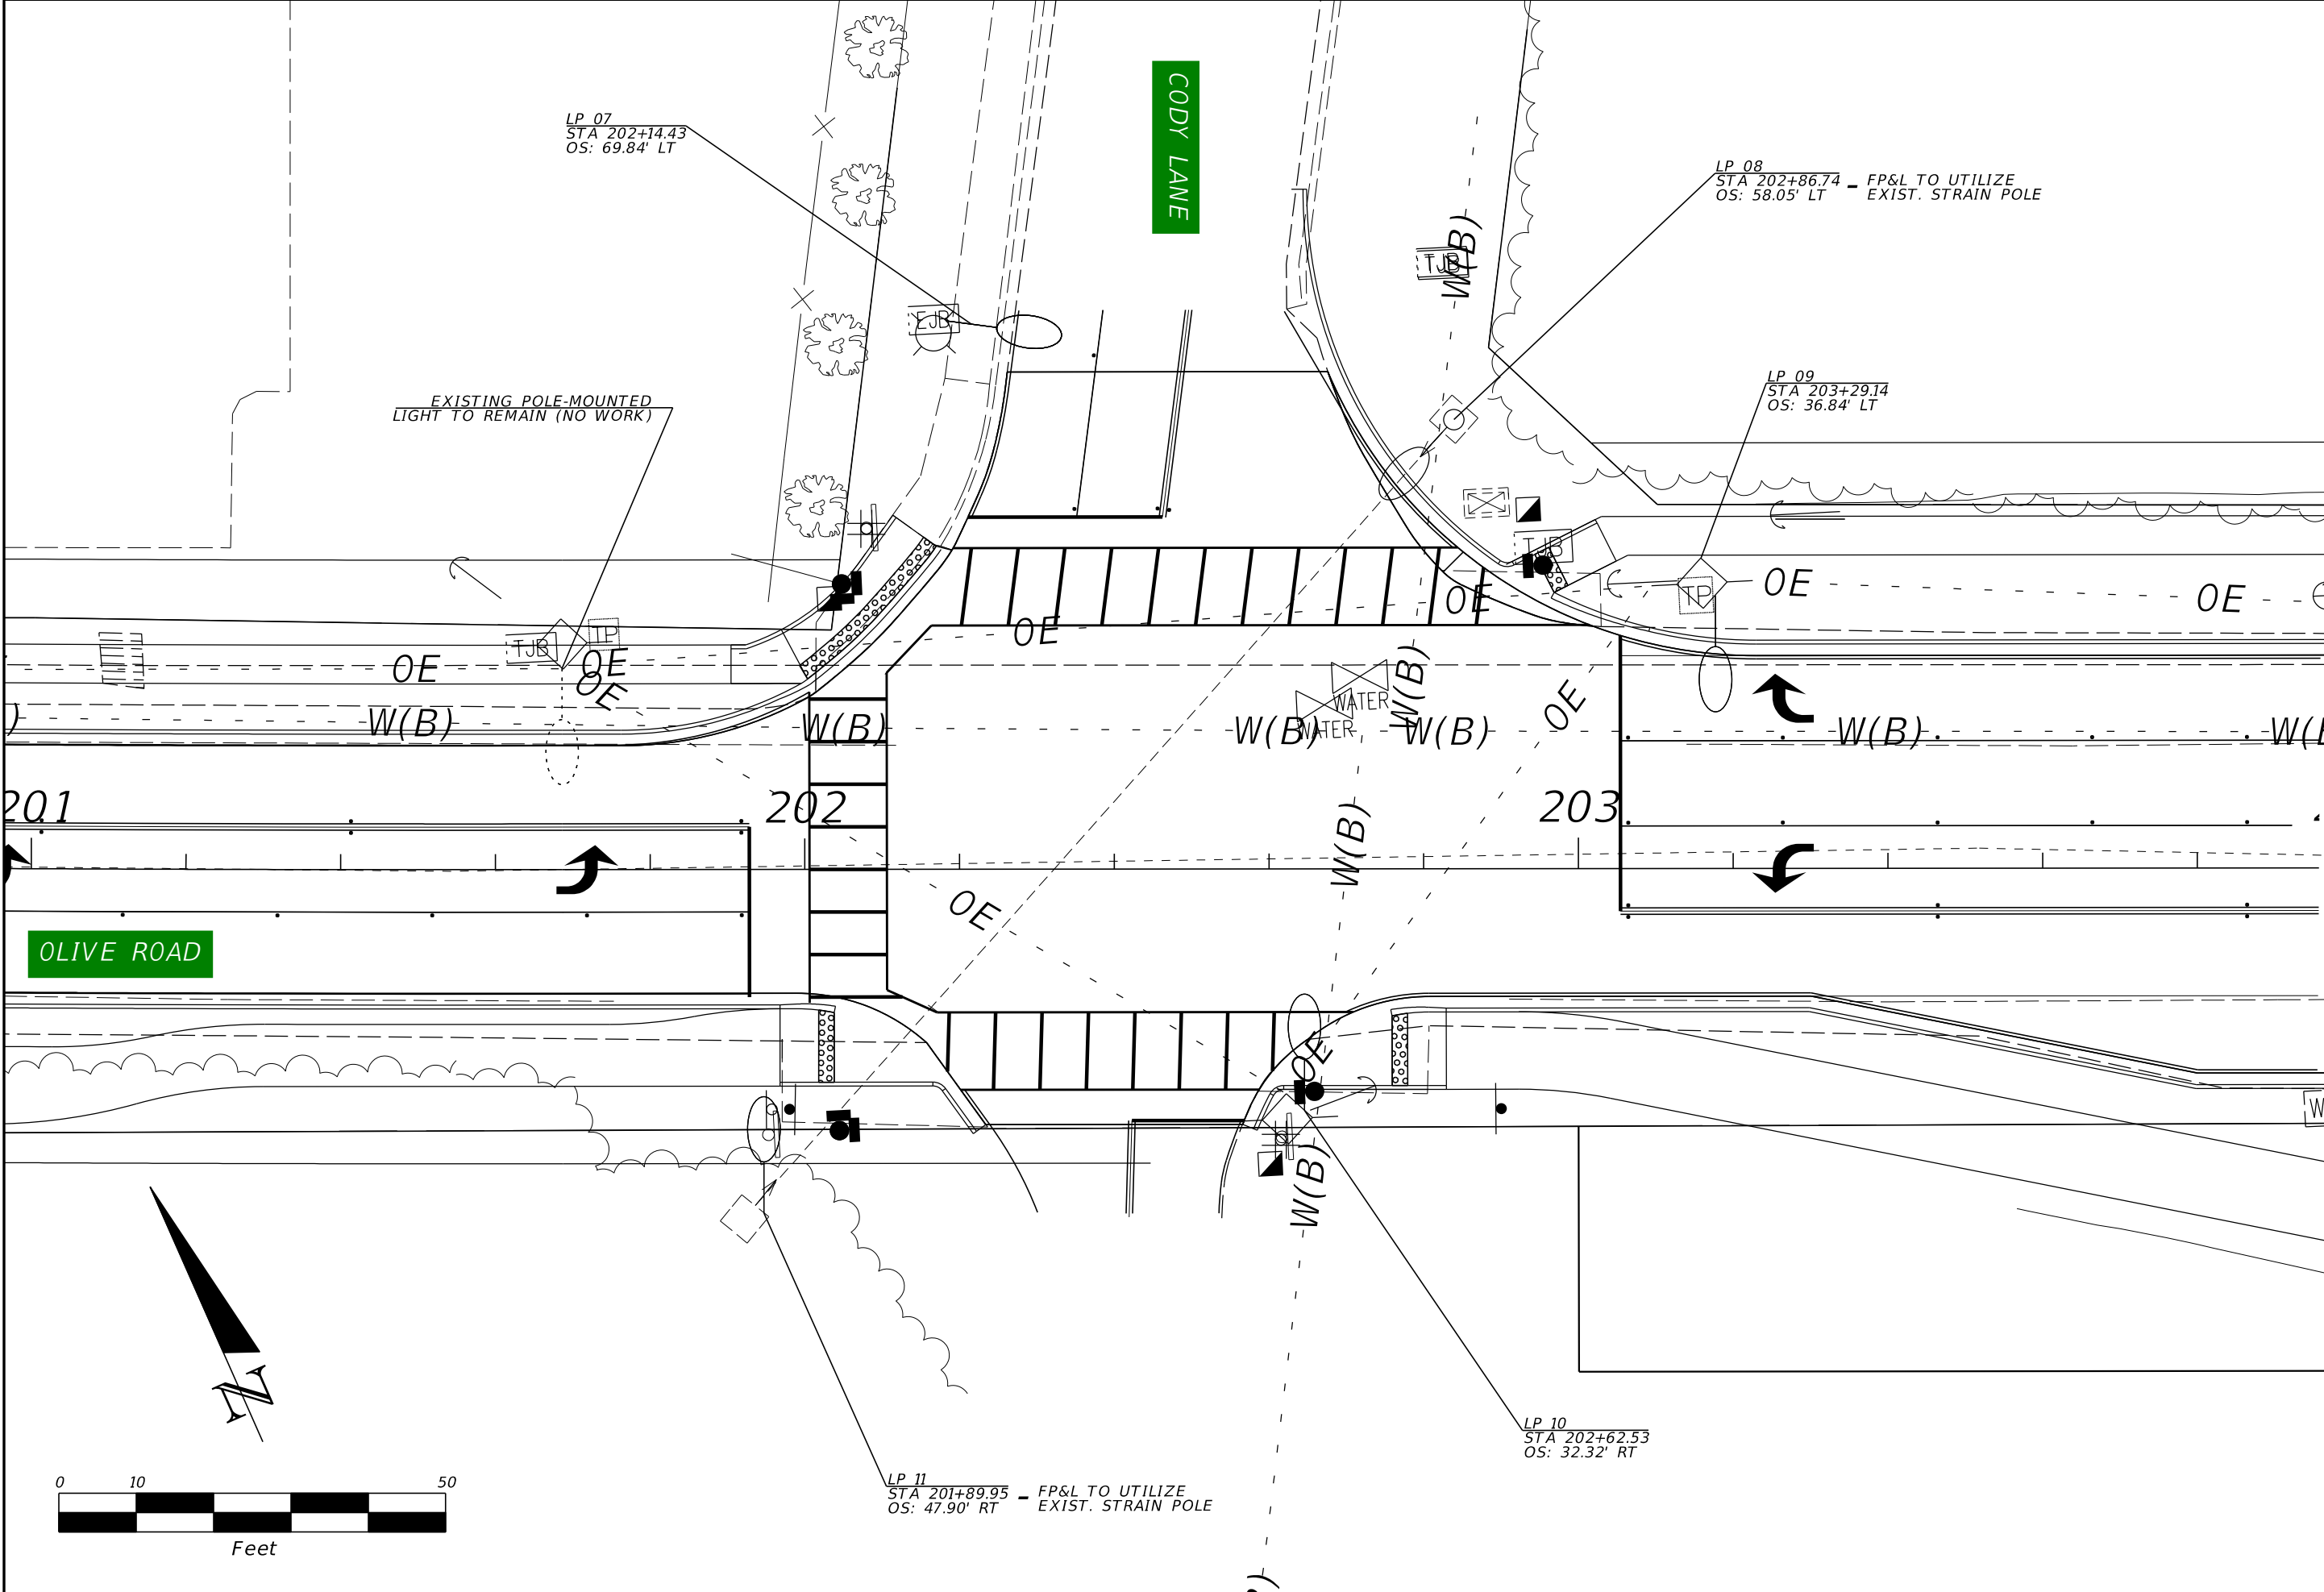 CODY LANE
LP 07
STA 202+14.43
OS: 69.84' LT
LP 08
STA 202+86.74 - FP&L TO UTILIZE
OS: 58.05' LT EXIST. STRAIN POLE
W(B)
TJB
EJB
LP 09
STA 203+29.14
OS: 36.84' LT
EXISTING POLE-MOUNTED
LIGHT TO REMAIN (NO WORK)
TJB
OE
TP
OE
OE
OE
TJB
TP
OE
OE
OE
OE
W(B)
W(B)
WATER
WATER
W(B)
W(B)
W(B)
W(B)
OE
201
202
203
W(B)
OE
OLIVE ROAD
OE
W(B)
N
LP 10
STA 202+62.53
OS: 32.32' RT
LP 11
STA 201+89.95 - FP&L TO UTILIZE
OS: 47.90' RT EXIST. STRAIN POLE
0 10 50
Feet